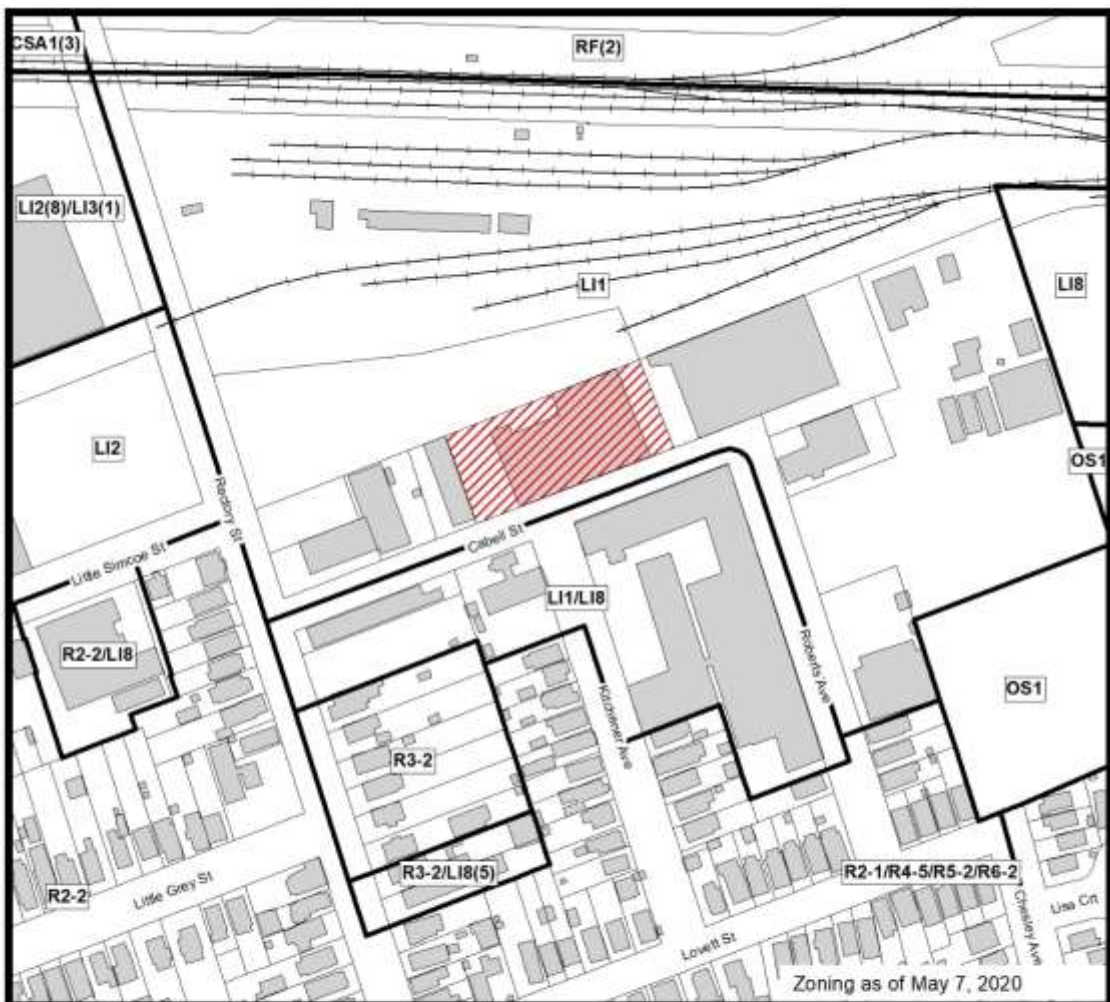 CSA1(3)
RF(2)
LI2(8)/LI3(1)
LI1
LI8
LI2
OS1
Rectory St
Cabell St
Little Simcoe St
LI1/LI8
R2-2/LI8
Roberts Ave
OS1
Kitchener Ave
R3-2
R3-2/LI8(5)
R2-1/R4-5/R5-2/R6-2
R2-2
Little Grey St
Lisa Crt
Chesley Ave
Lovett St
Zoning as of May 7, 2020